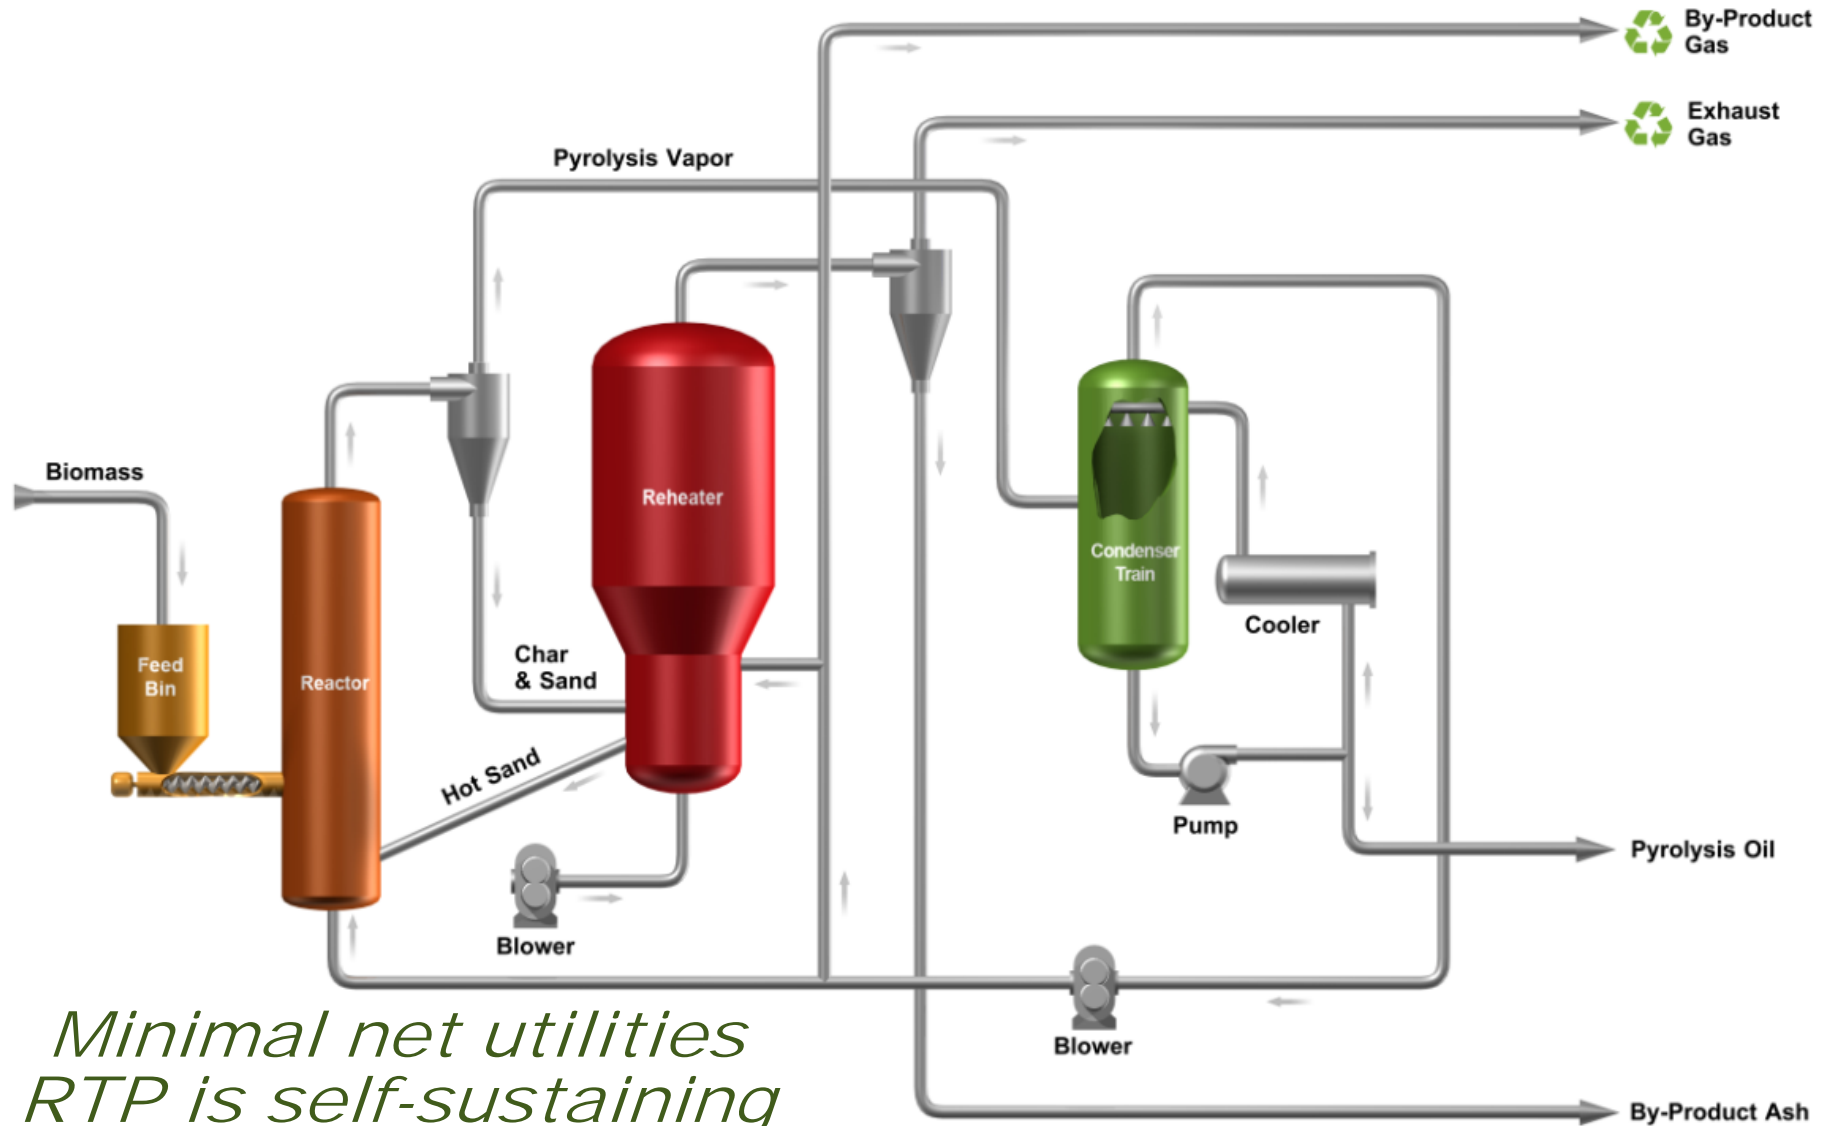 By-Product
Gas
Exhaust
Gas
Pyrolysis Vapor
Biomass
Reheater
Condenser
Train
Cooler
Feed
Bin
Reactor
Char
& Sand
Hot Sand
Pump
Pyrolysis Oil
Blower
Blower
Minimal net utilities
RTP is self-sustaining
By-Product Ash